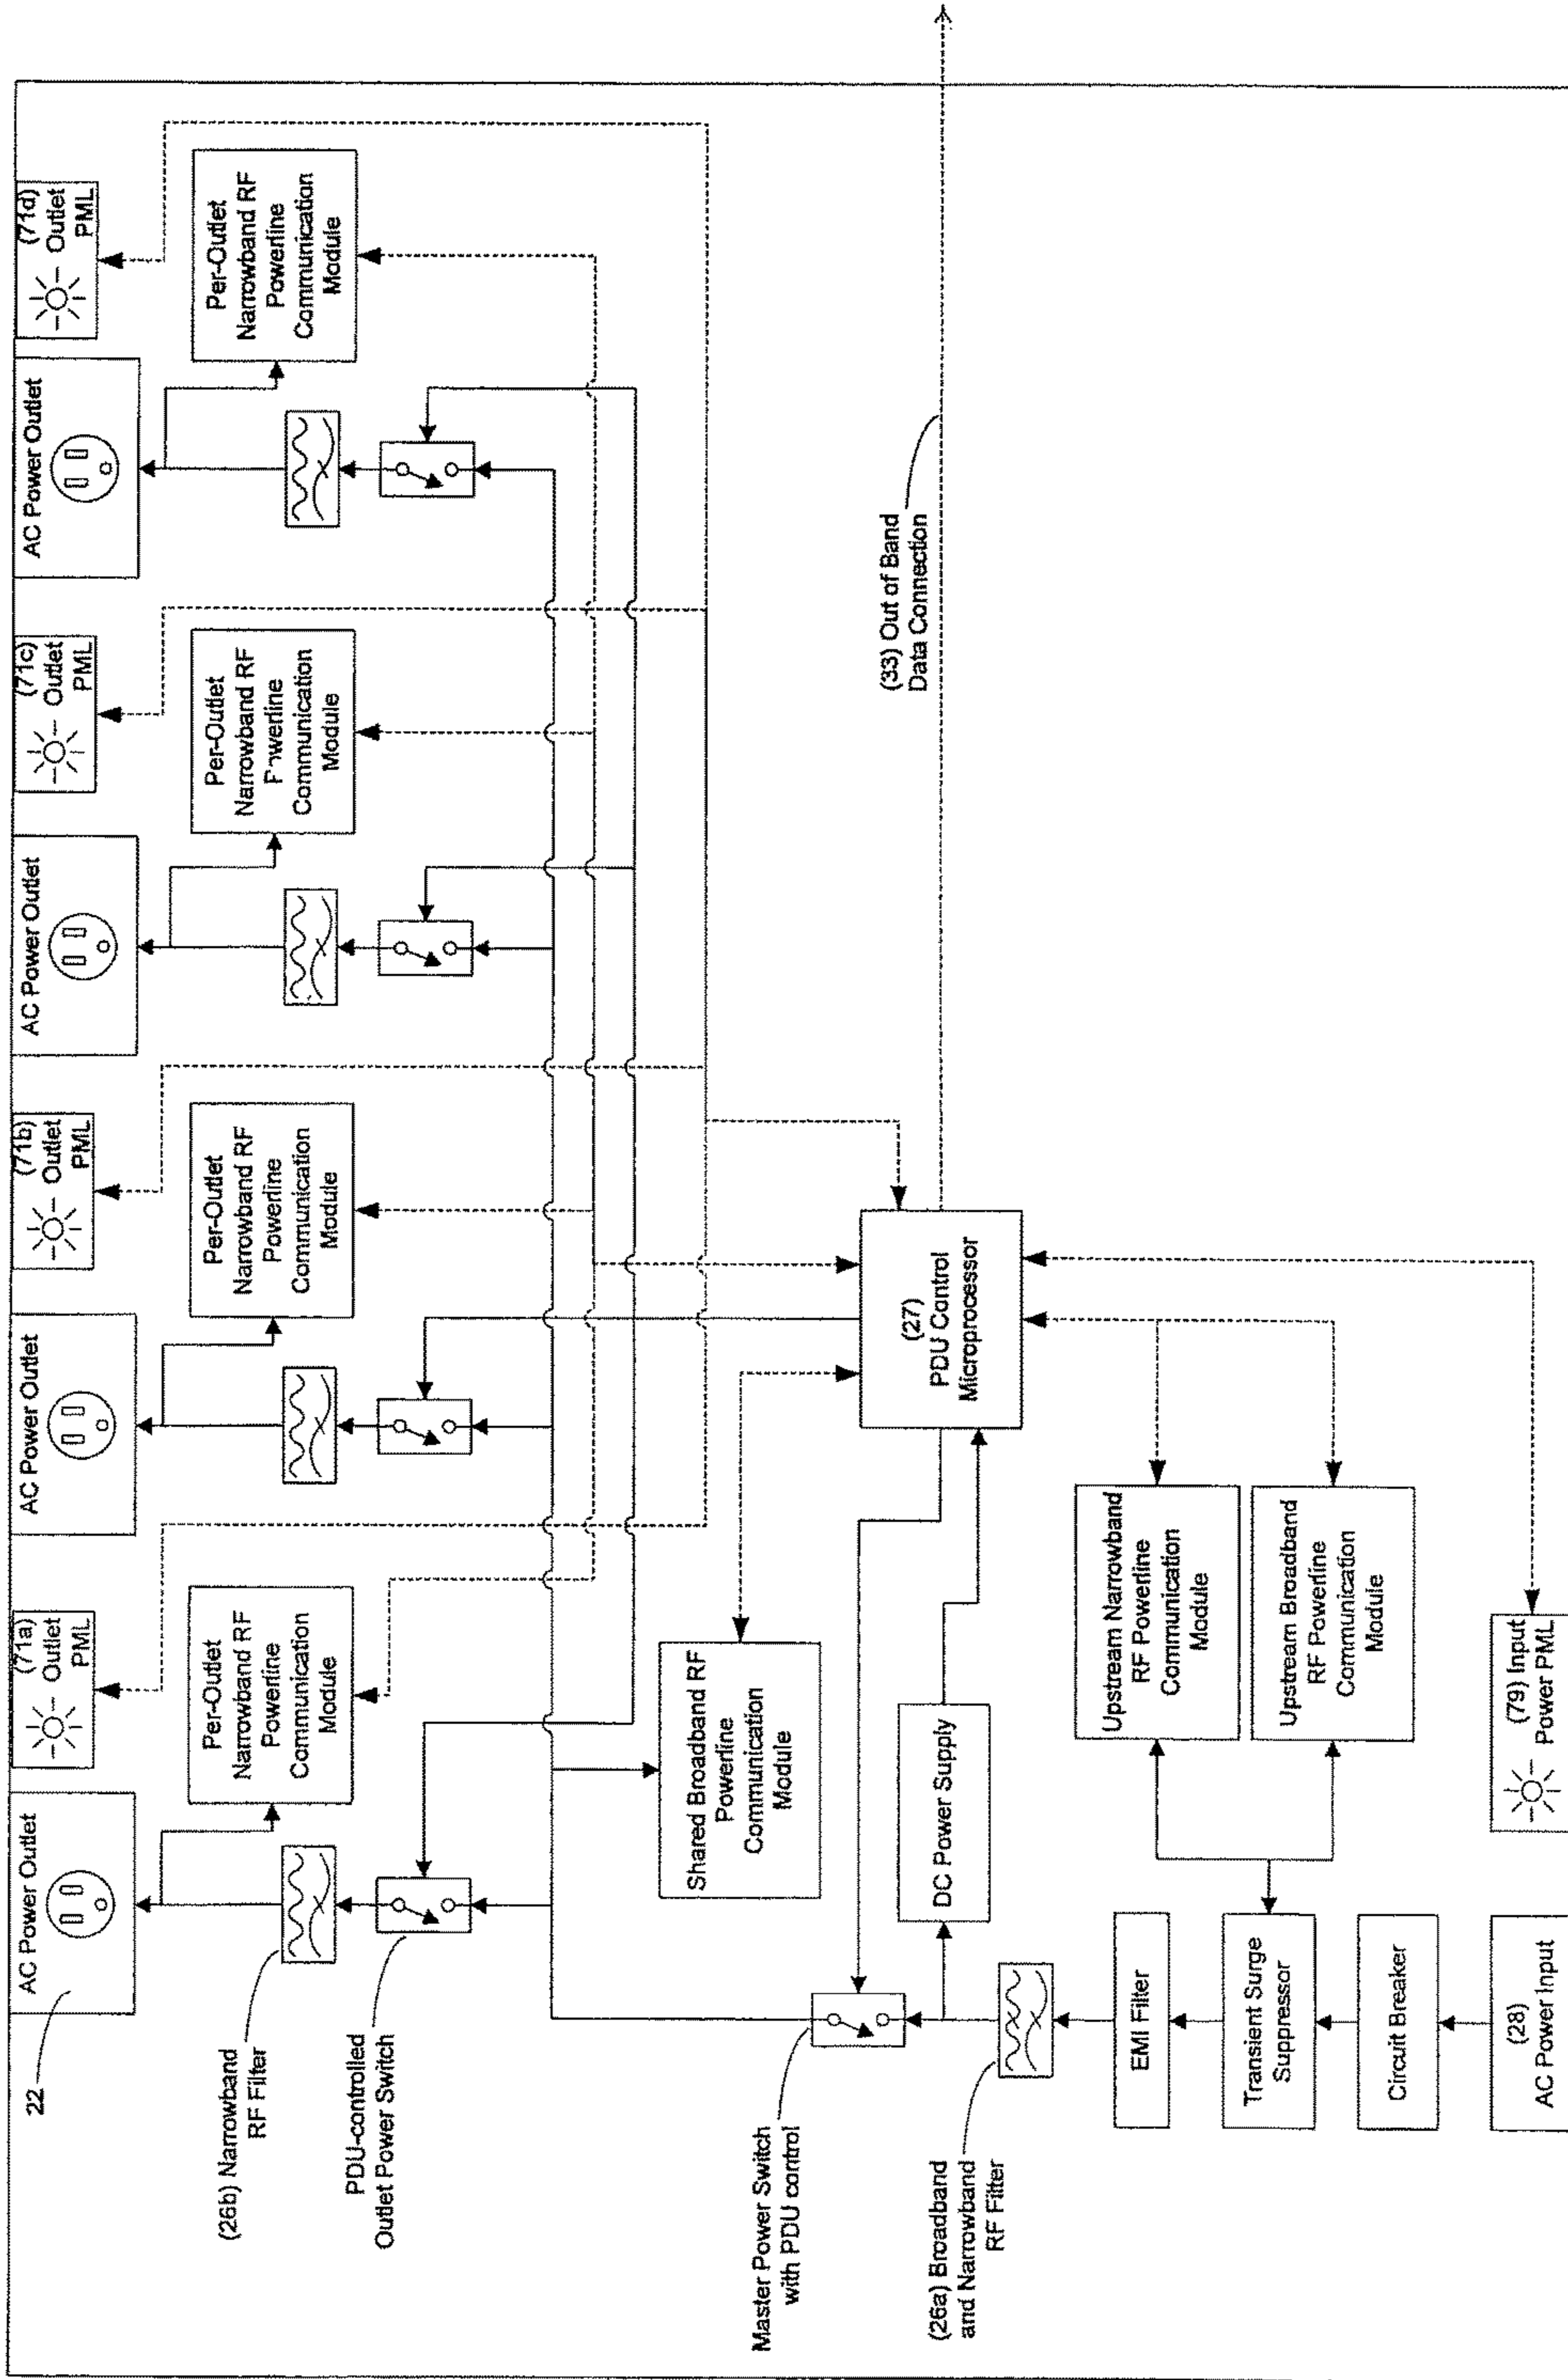 22
AC Power Outlet
(71a)
Outlet
PML
AC Power Outlet
(71b)
Outlet
PML
AC Power Outlet
(71c)
Outlet
PML
AC Power Outlet
(71d)
Outlet
PML
(26b) Narrowband
RF Filter
Per-Outlet
Narrowband RF
Powerline
Communication
Module
Per-Outlet
Narrowband RF
Powerline
Communication
Module
Per-Outlet
Narrowband RF
Powerline
Communication
Module
Per-Outlet
Narrowband RF
Powerline
Communication
Module
PDU-controlled
Outlet Power Switch
Shared Broadband RF
Powerline
Communication
Module
Master Power Switch
with PDU control
DC Power Supply
(27)
PDU Control
Microprocessor
(33) Out of Band
Data Connection
(26a) Broadband
and Narrowband
RF Filter
EMI Filter
Upstream Narrowband
RF Powerline
Communication
Module
Transient Surge
Suppressor
Upstream Broadband
RF Powerline
Communication
Module
Circuit Breaker
(28)
AC Power Input
(79) Input
Power PML